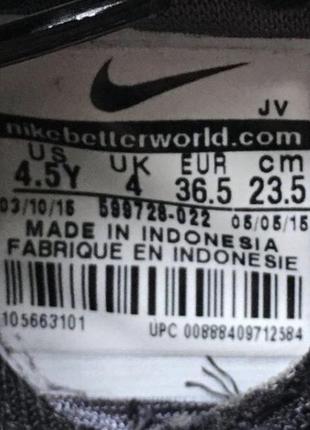 JV
nikebetterworld.com
US UK EUR cm
4.5Y 4 36.5 23.5
03/10/15 599728-022 05/05/15
MADE IN INDONESIA
FABRIQUE EN INDONESIE
105663101 UPC 00888409712584